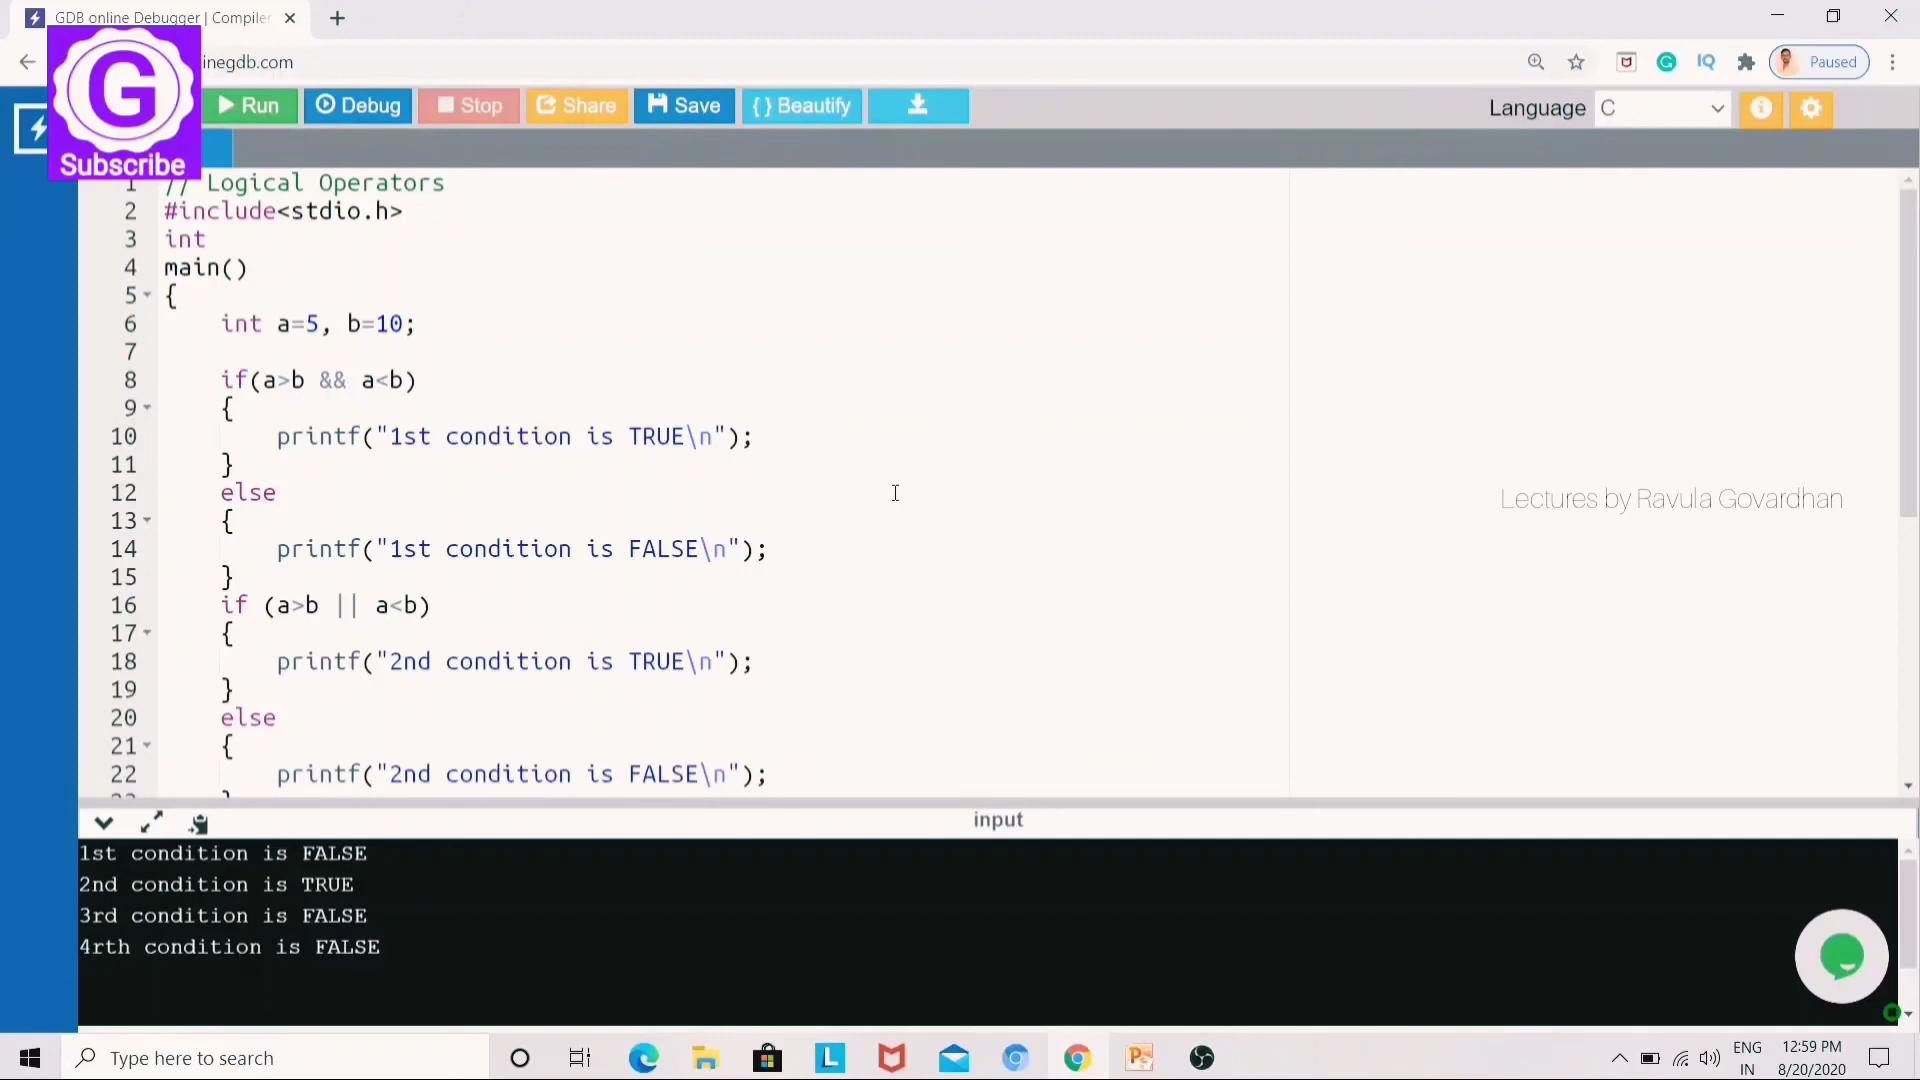 GDB online Debugger | Compiler
inegdb.com
Paused
G
Subscribe
Run Debug Stop Share Save { } Beautify
Language C
1 // Logical Operators
2 #include<stdio.h>
3 int
4 main()
5 {
6 int a=5, b=10;
7
8 if(a>b && a<b)
9 {
10 printf("1st condition is TRUE\n");
11 }
12 else
13 {
14 printf("1st condition is FALSE\n");
15 }
16 if (a>b || a<b)
17 {
18 printf("2nd condition is TRUE\n");
19 }
20 else
21 {
22 printf("2nd condition is FALSE\n");
Lectures by Ravula Govardhan
input
1st condition is FALSE
2nd condition is TRUE
3rd condition is FALSE
4rth condition is FALSE
Type here to search
ENG
IN
12:59 PM
8/20/2020